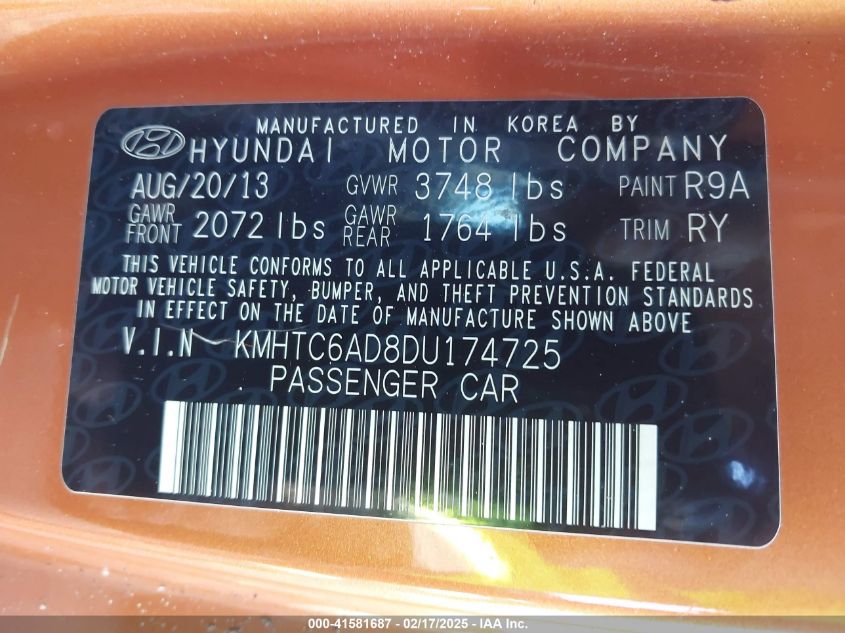 MANUFACTURED IN KOREA BY
HYUNDAI MOTOR COMPANY
AUG/20/13 GVWR 3748 lbs PAINT R9A
GAWR FRONT 2072 lbs GAWR REAR 1764 lbs TRIM RY
THIS VEHICLE CONFORMS TO ALL APPLICABLE U.S.A. FEDERAL
MOTOR VEHICLE SAFETY, BUMPER, AND THEFT PREVENTION STANDARDS
IN EFFECT ON THE DATE OF MANUFACTURE SHOWN ABOVE
V.I.N KMHTC6AD8DU174725
PASSENGER CAR
000-41581687 - 02/17/2025 - IAA Inc.